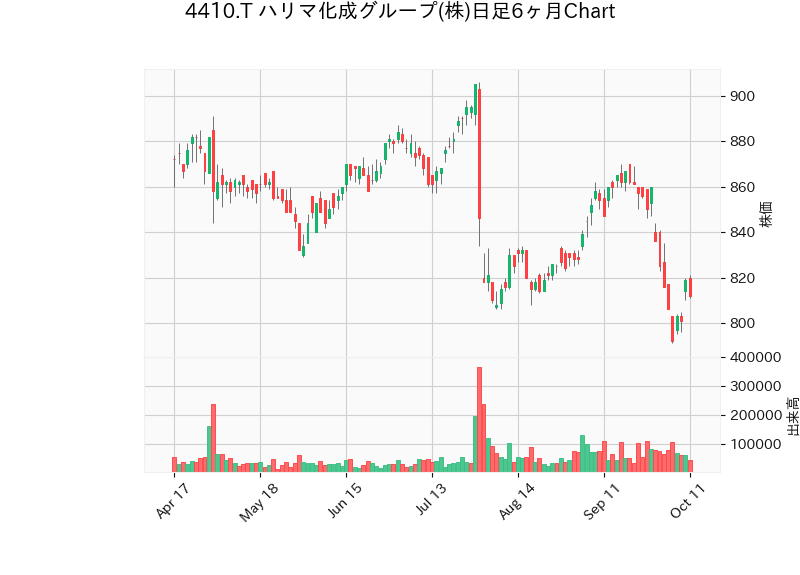 4410.T ハリマ化成グループ(株)日足6ヶ月Chart
900
880
860
840
820
800
株価
400000
300000
200000
100000
出来高
Apr 17
May 18
Jun 15
Jul 13
Aug 14
Sep 11
Oct 11